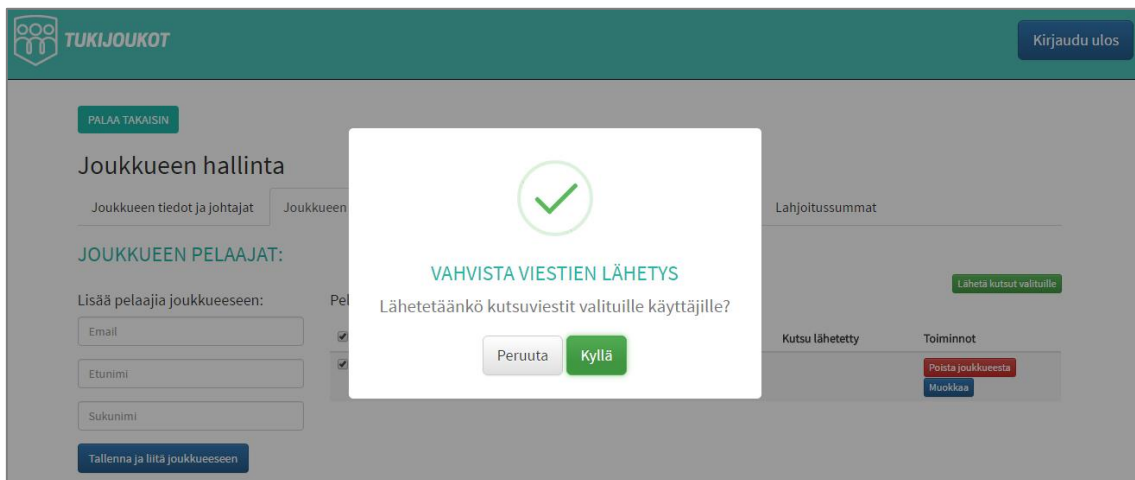 TUKIJOUKOT
Kirjaudu ulos
PALAA TAKAISIN
Joukkueen hallinta
Joukkueen tiedot ja johtajat
Joukkueen
Lahjoitussummat
JOUKKUEEN PELAAJAT:
Lähetä kutsut valituille
Lisää pelaajia joukkueeseen:
Email
Etunimi
Sukunimi
Tallenna ja liitä joukkueeseen
Pel
Kutsu lähetetty
Toiminnot
Poista joukkueesta
Muokkaa
VAHVISTA VIESTIEN LÄHETYS
Lähetetäänkö kutsuviestit valituille käyttäjille?
Peruuta
Kyllä